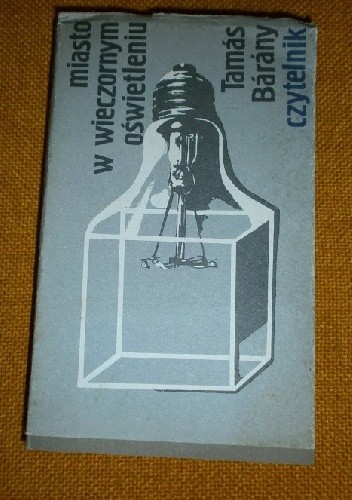 miasto
w wieczornym
oświetleniu
Tamás
Bárány
czytelnik